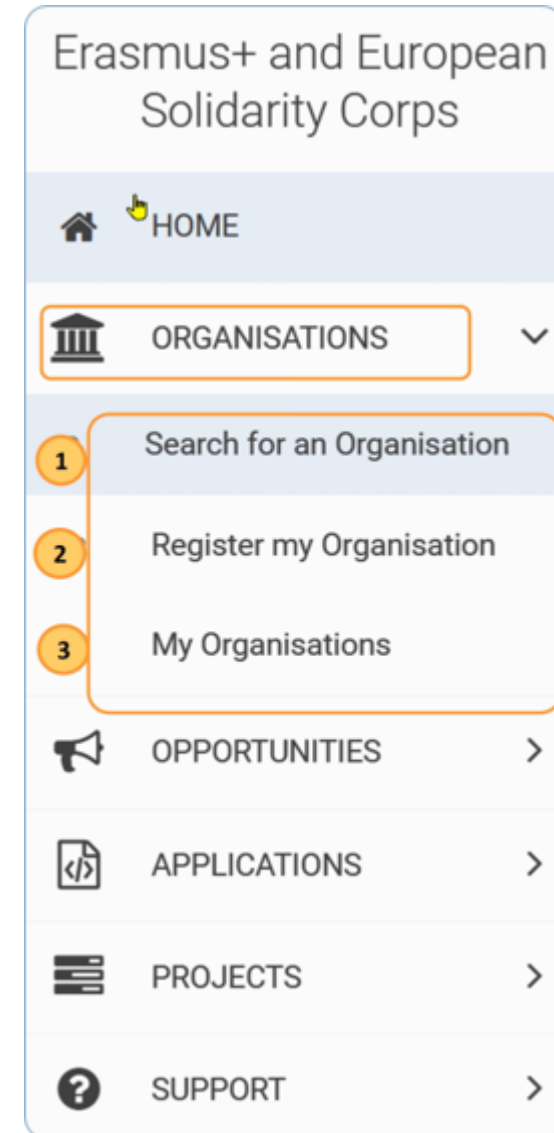 Erasmus+ and European
Solidarity Corps
HOME
ORGANISATIONS
1 Search for an Organisation
2 Register my Organisation
3 My Organisations
OPPORTUNITIES
APPLICATIONS
PROJECTS
SUPPORT